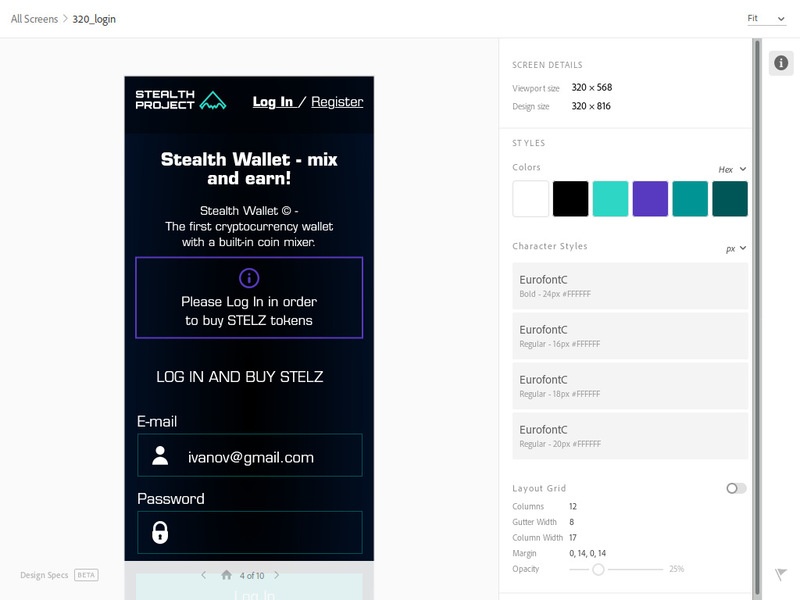 All Screens > 320_login
Fit
STEALTH
PROJECT
Log In / Register
Stealth Wallet - mix
and earn!
Stealth Wallet © -
The first cryptocurrency wallet
with a built-in coin mixer.
Please Log In in order
to buy STELZ tokens
LOG IN AND BUY STELZ
E-mail
ivanov@gmail.com
Password
Log In
Design Specs BETA
4 of 10
SCREEN DETAILS
Viewport size 320 × 568
Design size 320 × 816
STYLES
Colors Hex
Character Styles px
EurofontC
Bold - 24px #FFFFFF
EurofontC
Regular - 16px #FFFFFF
EurofontC
Regular - 18px #FFFFFF
EurofontC
Regular - 20px #FFFFFF
Layout Grid
Columns 12
Gutter Width 8
Column Width 17
Margin 0, 14, 0, 14
Opacity 25%